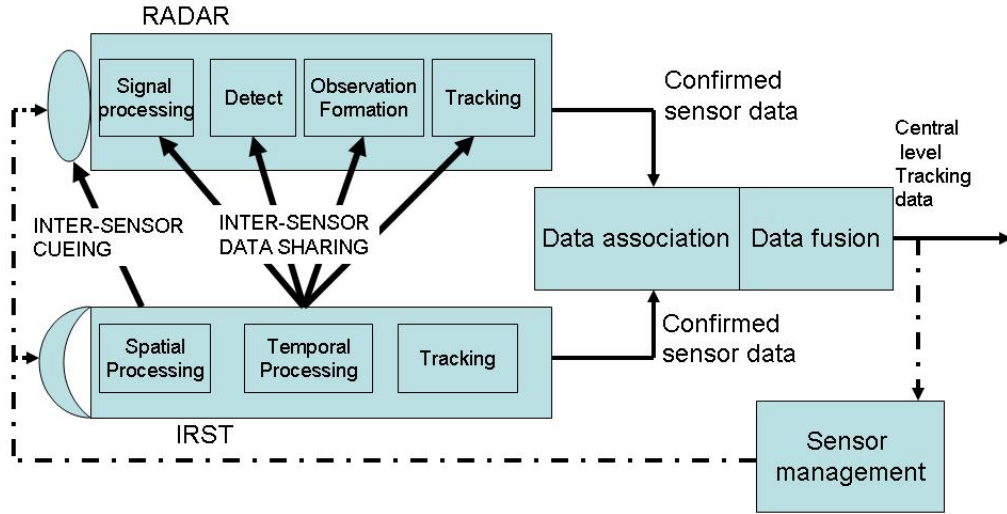 RADAR
Signal
processing
Detect
Observation
Formation
Tracking
Confirmed
sensor data
Central
level
Tracking
data
INTER-SENSOR
CUEING
INTER-SENSOR
DATA SHARING
Data association
Data fusion
Spatial
Processing
Temporal
Processing
Tracking
Confirmed
sensor data
IRST
Sensor
management